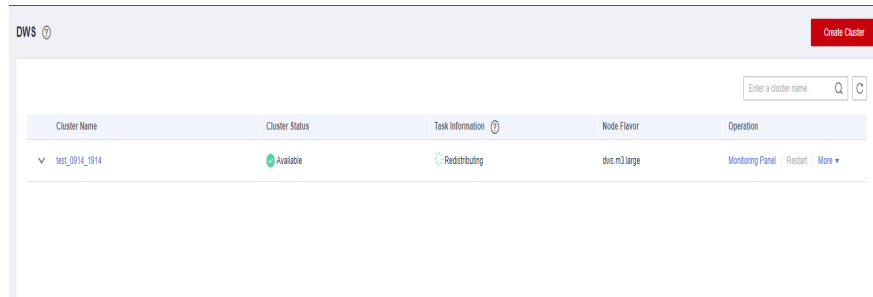 DWS ?
Create Cluster
Enter a cluster name.
Cluster Name Cluster Status Task Information ? Node Flavor Operation
test_0914_1914 Available Redistributing dws.m3.large Monitoring Panel | Restart | More